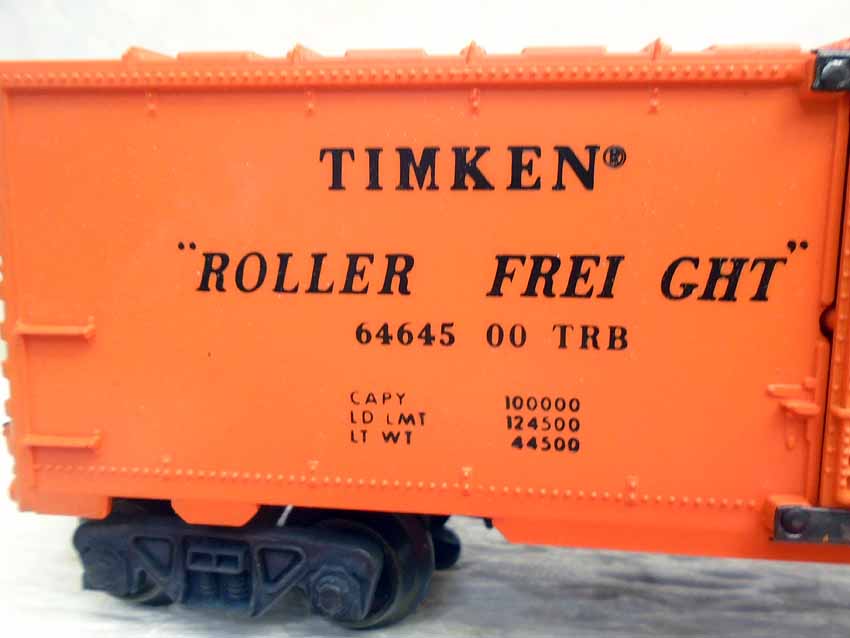 TIMKEN®
"ROLLER FREI GHT"
64645 00 TRB
CAPY 100000
LD LMT 124500
LT WT 44500